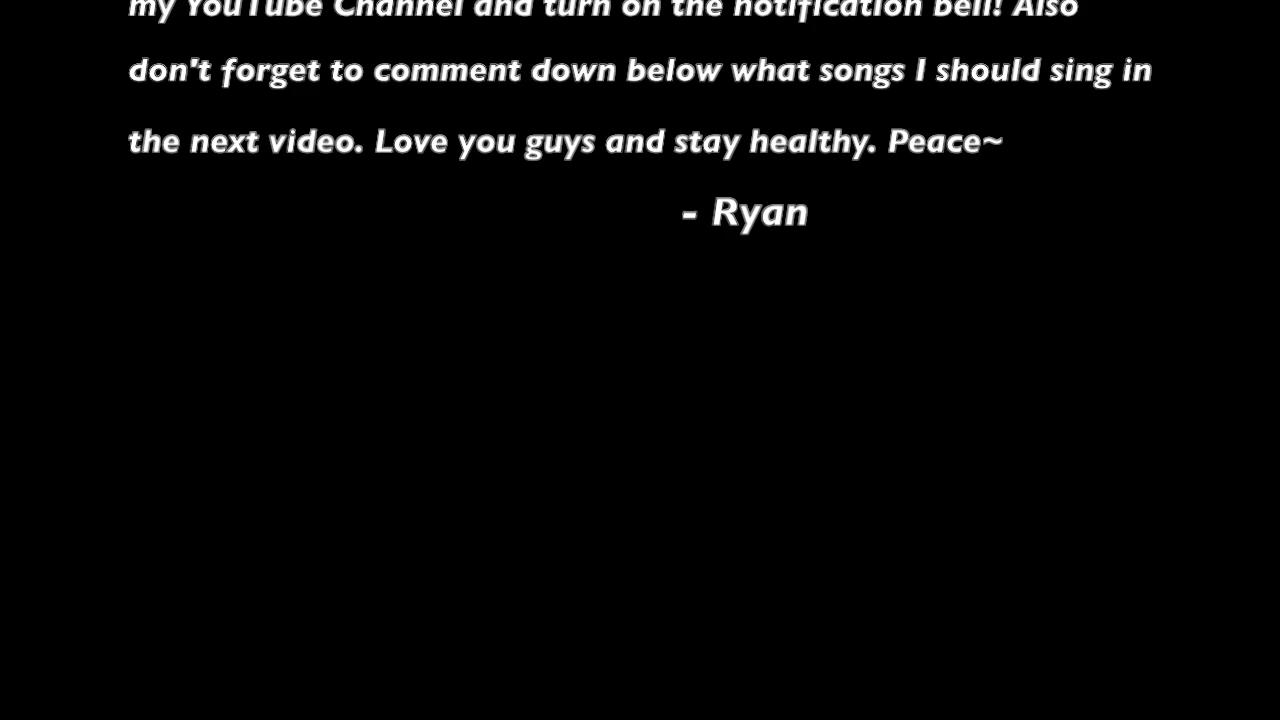 my YouTube Channel and turn on the notification bell! Also
don't forget to comment down below what songs I should sing in
the next video. Love you guys and stay healthy. Peace~
- Ryan